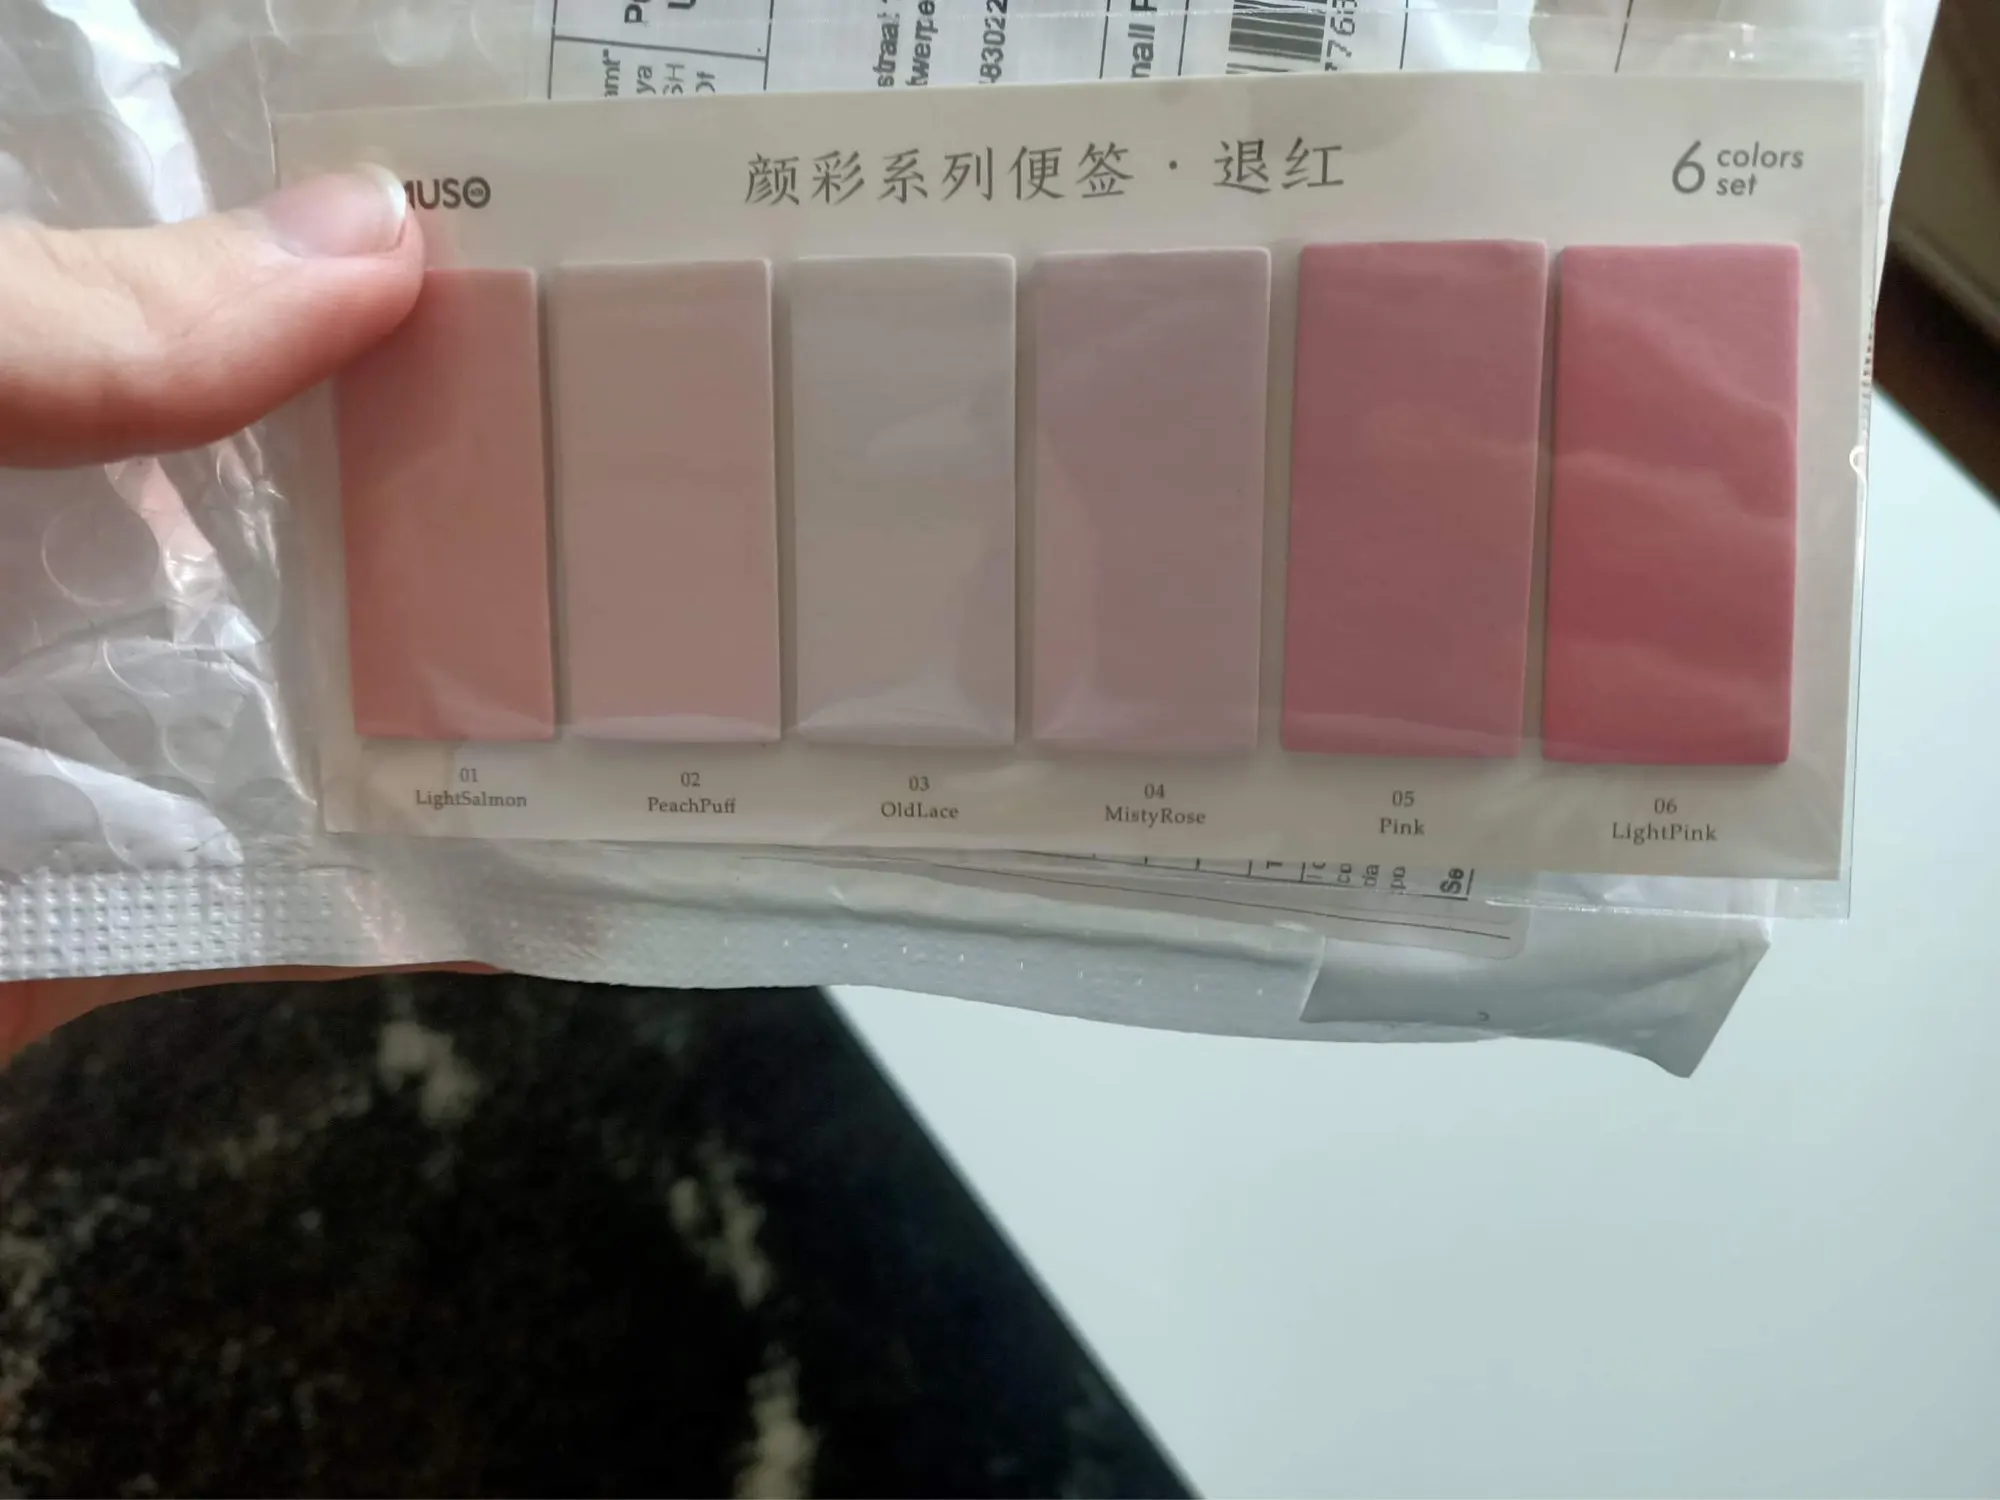 MUSO
颜彩系列便签·退红
6 colors
set
01
LightSalmon
02
PeachPuff
03
OldLace
04
MistyRose
05
Pink
06
LightPink